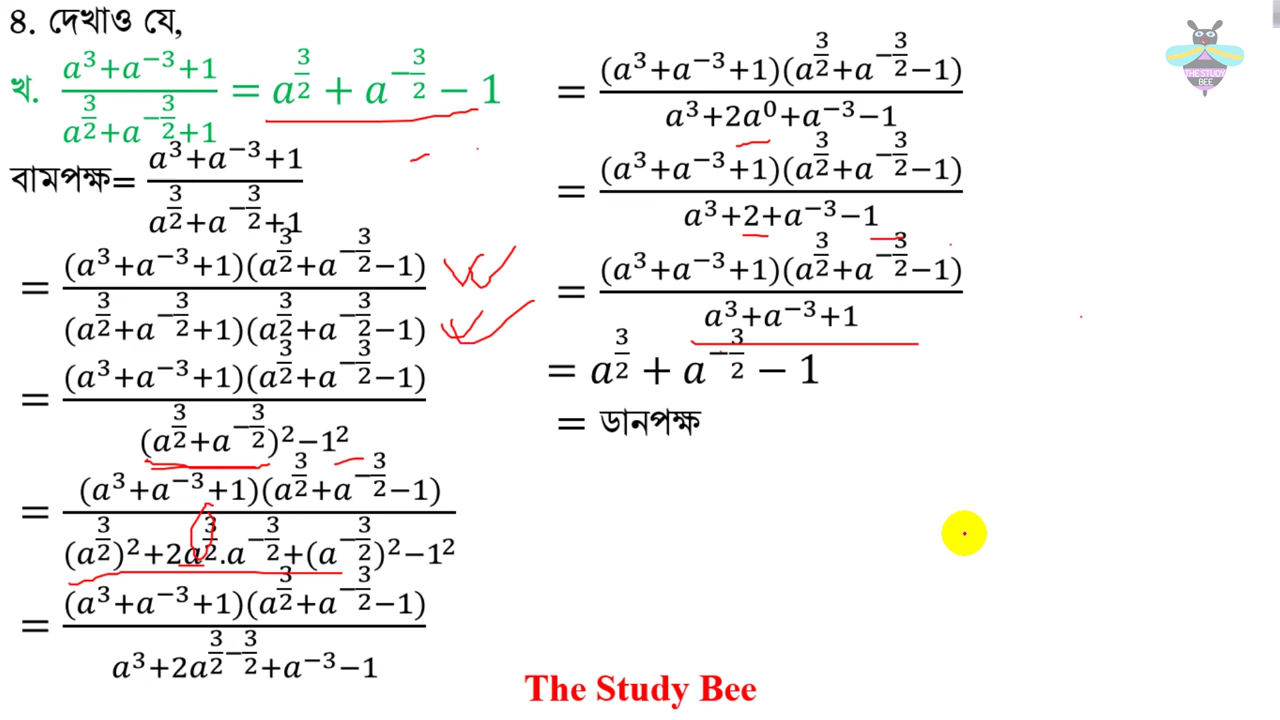 ৪. দেখাও যে,
খ. (a^3+a^−3+1)/(a^(3/2)+a^(−3/2)+1) = a^(3/2) + a^(−3/2) − 1
বামপক্ষ= (a^3+a^−3+1)/(a^(3/2)+a^(−3/2)+1)
= (a^3+a^−3+1)(a^(3/2)+a^(−3/2)−1)/(a^(3/2)+a^(−3/2)+1)(a^(3/2)+a^(−3/2)−1)
= (a^3+a^−3+1)(a^(3/2)+a^(−3/2)−1)/(a^(3/2)+a^(−3/2))^2−1^2
= (a^3+a^−3+1)(a^(3/2)+a^(−3/2)−1)/(a^(3/2))^2+2a^(3/2).a^(−3/2)+(a^(−3/2))^2−1^2
= (a^3+a^−3+1)(a^(3/2)+a^(−3/2)−1)/a^3+2a^(3/2−3/2)+a^−3−1
= (a^3+a^−3+1)(a^(3/2)+a^(−3/2)−1)/a^3+2a^0+a^−3−1
= (a^3+a^−3+1)(a^(3/2)+a^(−3/2)−1)/a^3+2+a^−3−1
= (a^3+a^−3+1)(a^(3/2)+a^(−3/2)−1)/a^3+a^−3+1
= a^(3/2) + a^(−3/2) − 1
= ডানপক্ষ
THE STUDY
BEE
The Study Bee